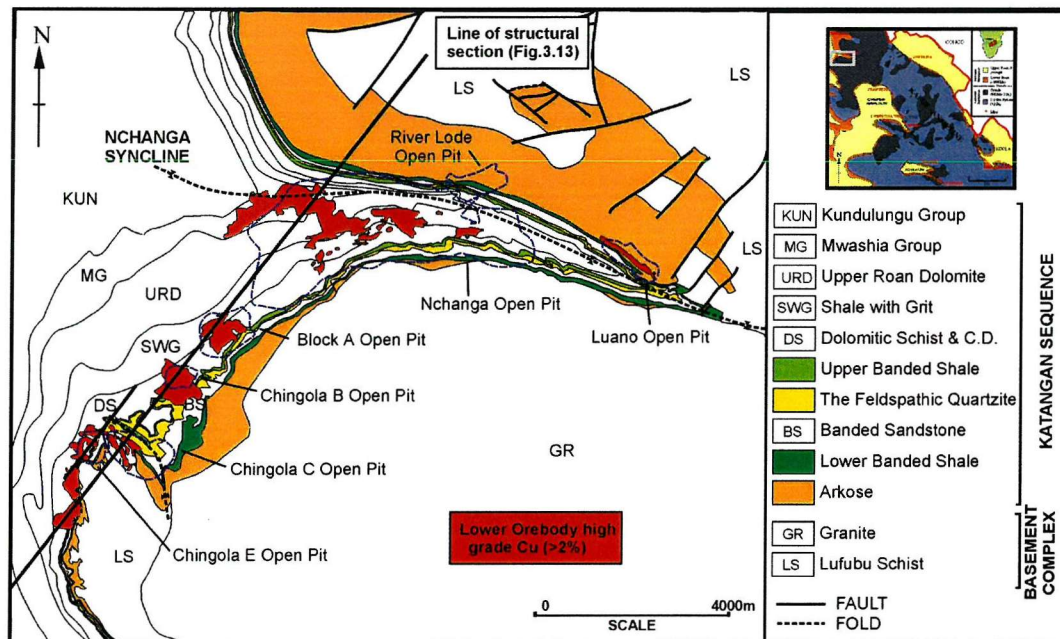 N
Line of structural
section (Fig.3.13)
LS
LS
River Lode
Open Pit
NCHANGA
SYNCLINE
KUN
MG
URD
LS
Nchanga Open Pit
Luano Open Pit
Block A Open Pit
SWG
Chingola B Open Pit
DS
BS
Chingola C Open Pit
GR
Lower Orebody high
grade Cu (>2%)
LS
Chingola E Open Pit
0
4000m
SCALE
N
KUN Kundulungu Group
MG Mwashia Group
URD Upper Roan Dolomite
SWG Shale with Grit
DS Dolomitic Schist & C.D.
Upper Banded Shale
The Feldspathic Quartzite
BS Banded Sandstone
Lower Banded Shale
Arkose
GR Granite
LS Lufubu Schist
KATANGAN SEQUENCE
BASEMENT
COMPLEX
FAULT
FOLD